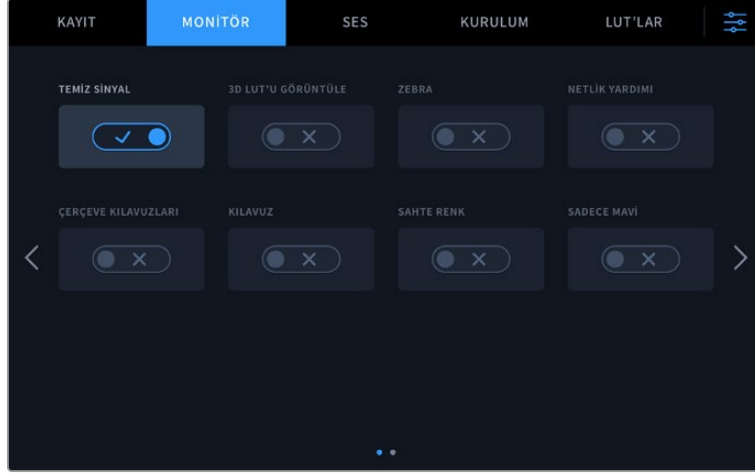 KAYIT MONİTÖR SES KURULUM LUT'LAR
TEMİZ SİNYAL 3D LUT'U GÖRÜNTÜLE ZEBRA NETLİK YARDIMI
ÇERÇEVE KILAVUZLARI KILAVUZ SAHTE RENK SADECE MAVİ